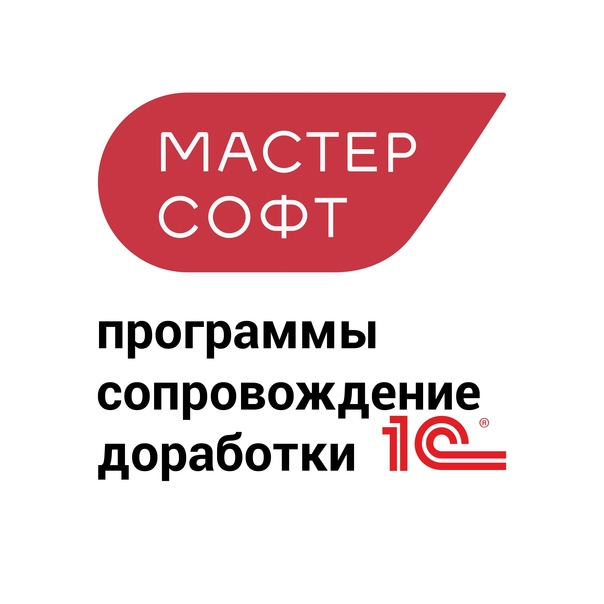 МАСТЕР
СОФТ
программы
сопровождение
доработки 1С®